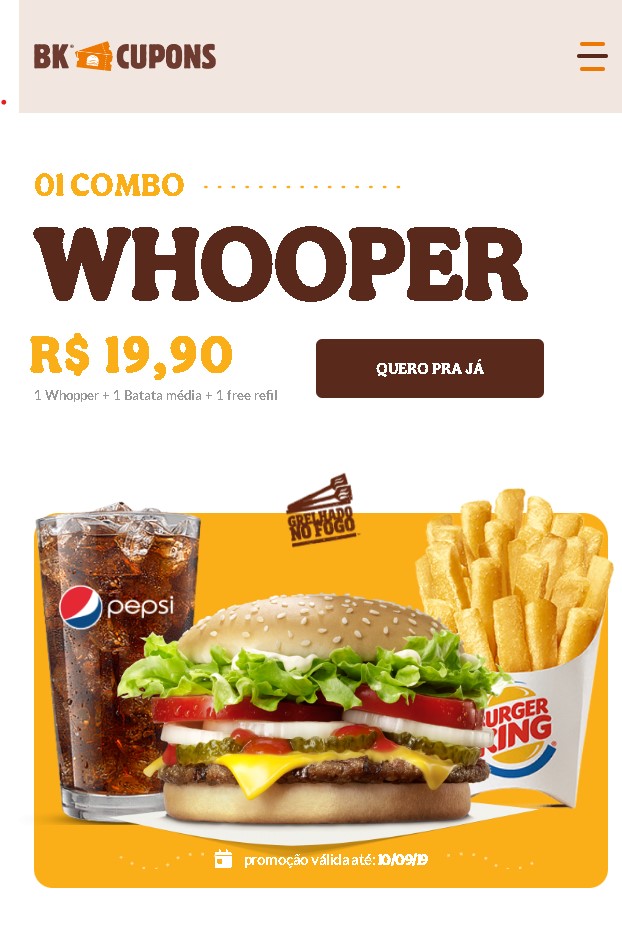 BK CUPONS
01 COMBO
WHOOPER
R$ 19,90
1 Whopper + 1 Batata média + 1 free refil
QUERO PRA JÁ
GRELHADO
NO FOGO
pepsi
BURGER
KING
promoção válida até: 10/09/19